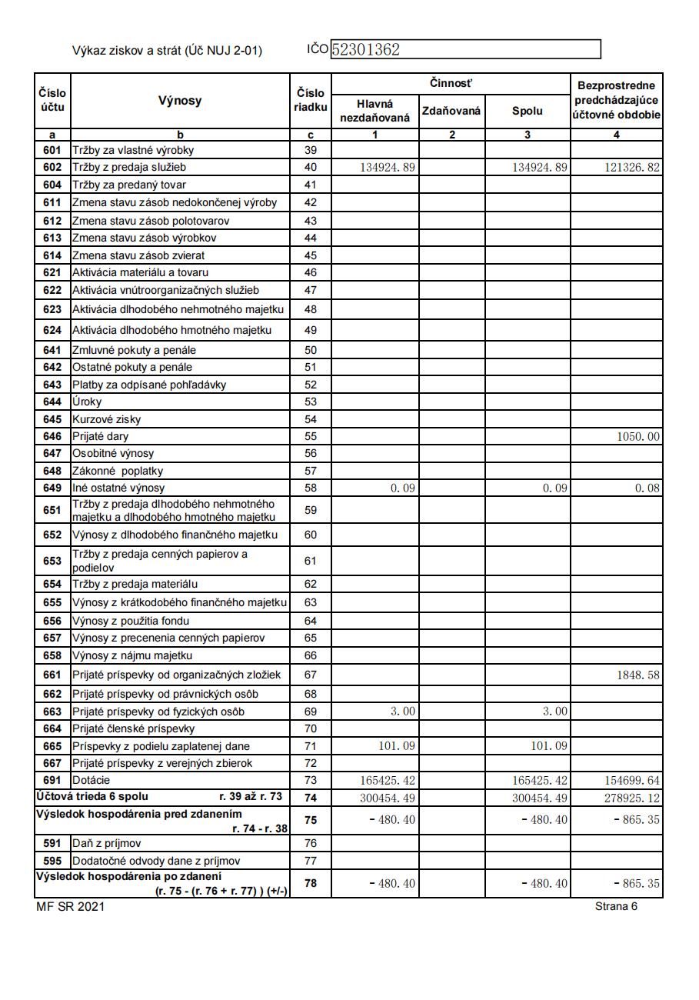 Výkaz ziskov a strát (Úč NUJ 2-01) IČO 52301362
Číslo účtu Výnosy Číslo riadku Činnosť Bezprostredne predchádzajúce účtovné obdobie
Hlavná nezdaňovaná Zdaňovaná Spolu
a b c 1 2 3 4
601 Tržby za vlastné výrobky 39
602 Tržby z predaja služieb 40 134924.89 134924.89 121326.82
604 Tržby za predaný tovar 41
611 Zmena stavu zásob nedokončenej výroby 42
612 Zmena stavu zásob polotovarov 43
613 Zmena stavu zásob výrobkov 44
614 Zmena stavu zásob zvierat 45
621 Aktivácia materiálu a tovaru 46
622 Aktivácia vnútroorganizačných služieb 47
623 Aktivácia dlhodobého nehmotného majetku 48
624 Aktivácia dlhodobého hmotného majetku 49
641 Zmluvné pokuty a penále 50
642 Ostatné pokuty a penále 51
643 Platby za odpísané pohľadávky 52
644 Úroky 53
645 Kurzové zisky 54
646 Prijaté dary 55 1050.00
647 Osobitné výnosy 56
648 Zákonné poplatky 57
649 Iné ostatné výnosy 58 0.09 0.09 0.08
651 Tržby z predaja dlhodobého nehmotného majetku a dlhodobého hmotného majetku 59
652 Výnosy z dlhodobého finančného majetku 60
653 Tržby z predaja cenných papierov a podielov 61
654 Tržby z predaja materiálu 62
655 Výnosy z krátkodobého finančného majetku 63
656 Výnosy z použitia fondu 64
657 Výnosy z precenenia cenných papierov 65
658 Výnosy z nájmu majetku 66
661 Prijaté príspevky od organizačných zložiek 67 1848.58
662 Prijaté príspevky od právnických osôb 68
663 Prijaté príspevky od fyzických osôb 69 3.00 3.00
664 Prijaté členské príspevky 70
665 Príspevky z podielu zaplatenej dane 71 101.09 101.09
667 Prijaté príspevky z verejných zbierok 72
691 Dotácie 73 165425.42 165425.42 154699.64
Účtová trieda 6 spolu r. 39 až r. 73 74 300454.49 300454.49 278925.12
Výsledok hospodárenia pred zdanením
r. 74 - r. 38 75 -480.40 -480.40 -865.35
591 Daň z príjmov 76
595 Dodatočné odvody dane z príjmov 77
Výsledok hospodárenia po zdanení
(r. 75 - (r. 76 + r. 77) ) (+/-) 78 -480.40 -480.40 -865.35
MF SR 2021 Strana 6